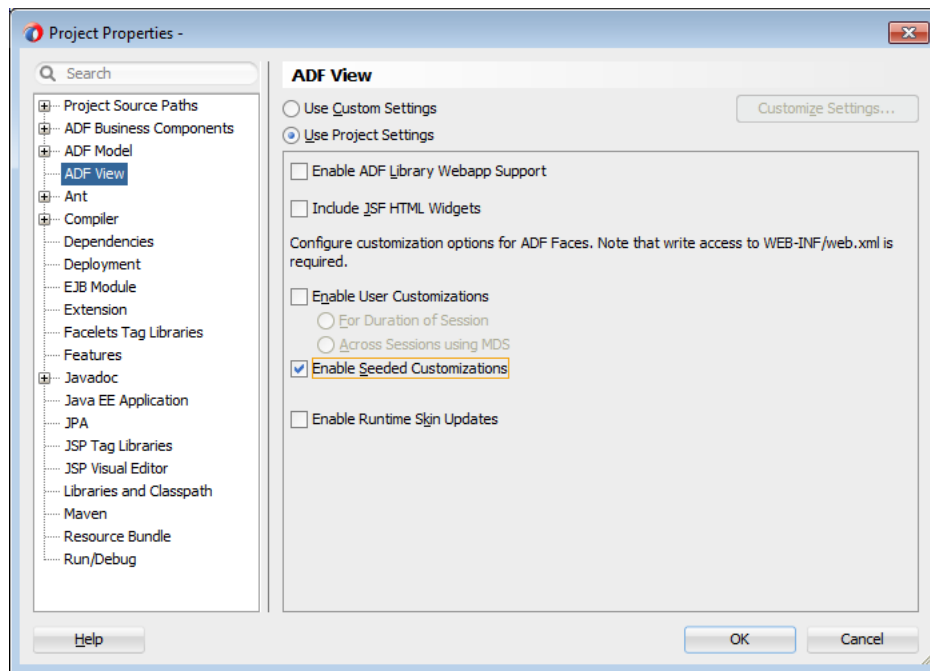 Project Properties -
Search
Project Source Paths
ADF Business Components
ADF Model
ADF View
Ant
Compiler
Dependencies
Deployment
EJB Module
Extension
Facelets Tag Libraries
Features
Javadoc
Java EE Application
JPA
JSP Tag Libraries
JSP Visual Editor
Libraries and Classpath
Maven
Resource Bundle
Run/Debug
ADF View
Use Custom Settings
Customize Settings...
Use Project Settings
Enable ADF Library Webapp Support
Include JSF HTML Widgets
Configure customization options for ADF Faces. Note that write access to WEB-INF/web.xml is
required.
Enable User Customizations
For Duration of Session
Across Sessions using MDS
Enable Seeded Customizations
Enable Runtime Skin Updates
Help
OK
Cancel